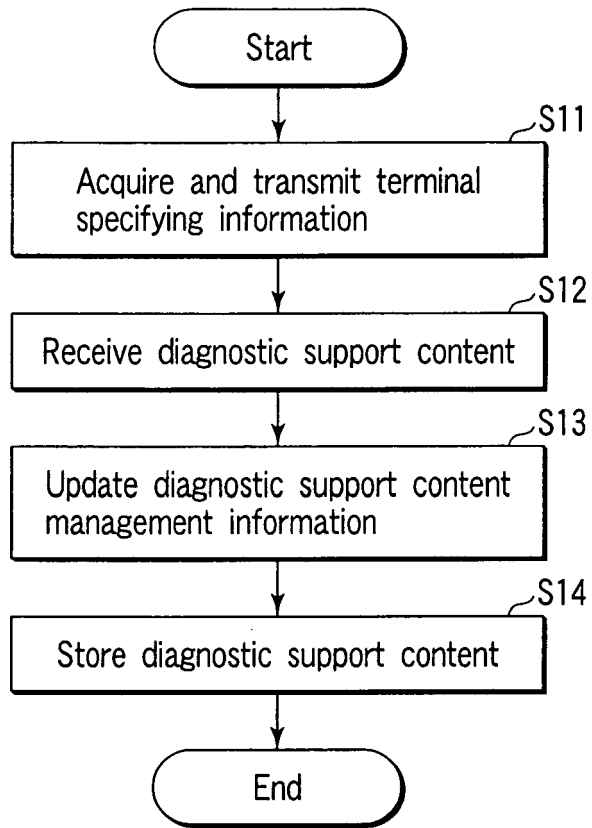 Start
S11
Acquire and transmit terminal
specifying information
S12
Receive diagnostic support content
S13
Update diagnostic support content
management information
S14
Store diagnostic support content
End